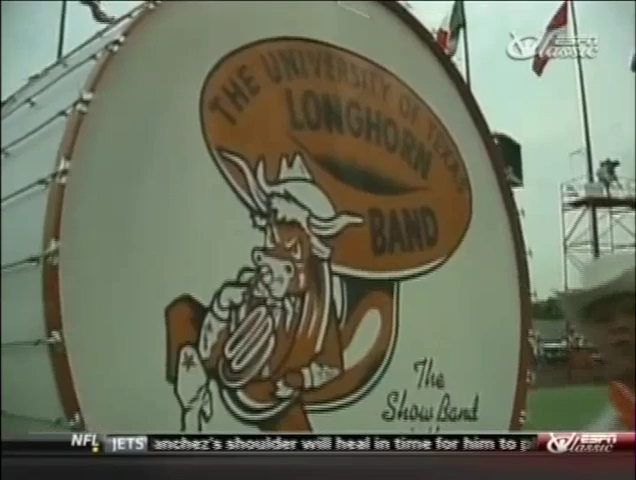 ESPN
Classic
THE UNIVERSITY OF TEXAS
LONGHORN
BAND
The
Show Band
NFL JETS anchez's shoulder will heal in time for him to p
ESPN
Classic